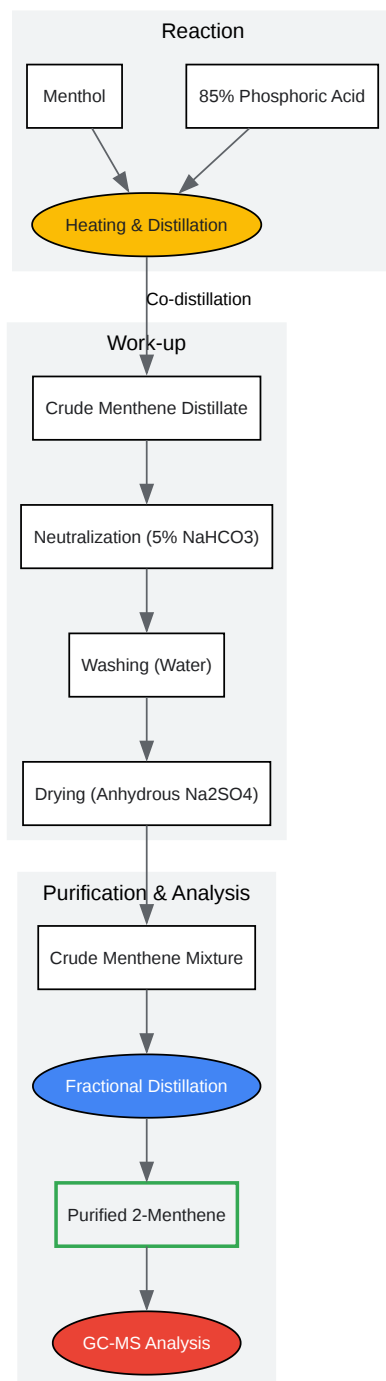 Reaction
Menthol
85% Phosphoric Acid
Heating & Distillation
Co-distillation
Work-up
Crude Menthene Distillate
Neutralization (5% NaHCO3)
Washing (Water)
Drying (Anhydrous Na2SO4)
Purification & Analysis
Crude Menthene Mixture
Fractional Distillation
Purified 2-Menthene
GC-MS Analysis